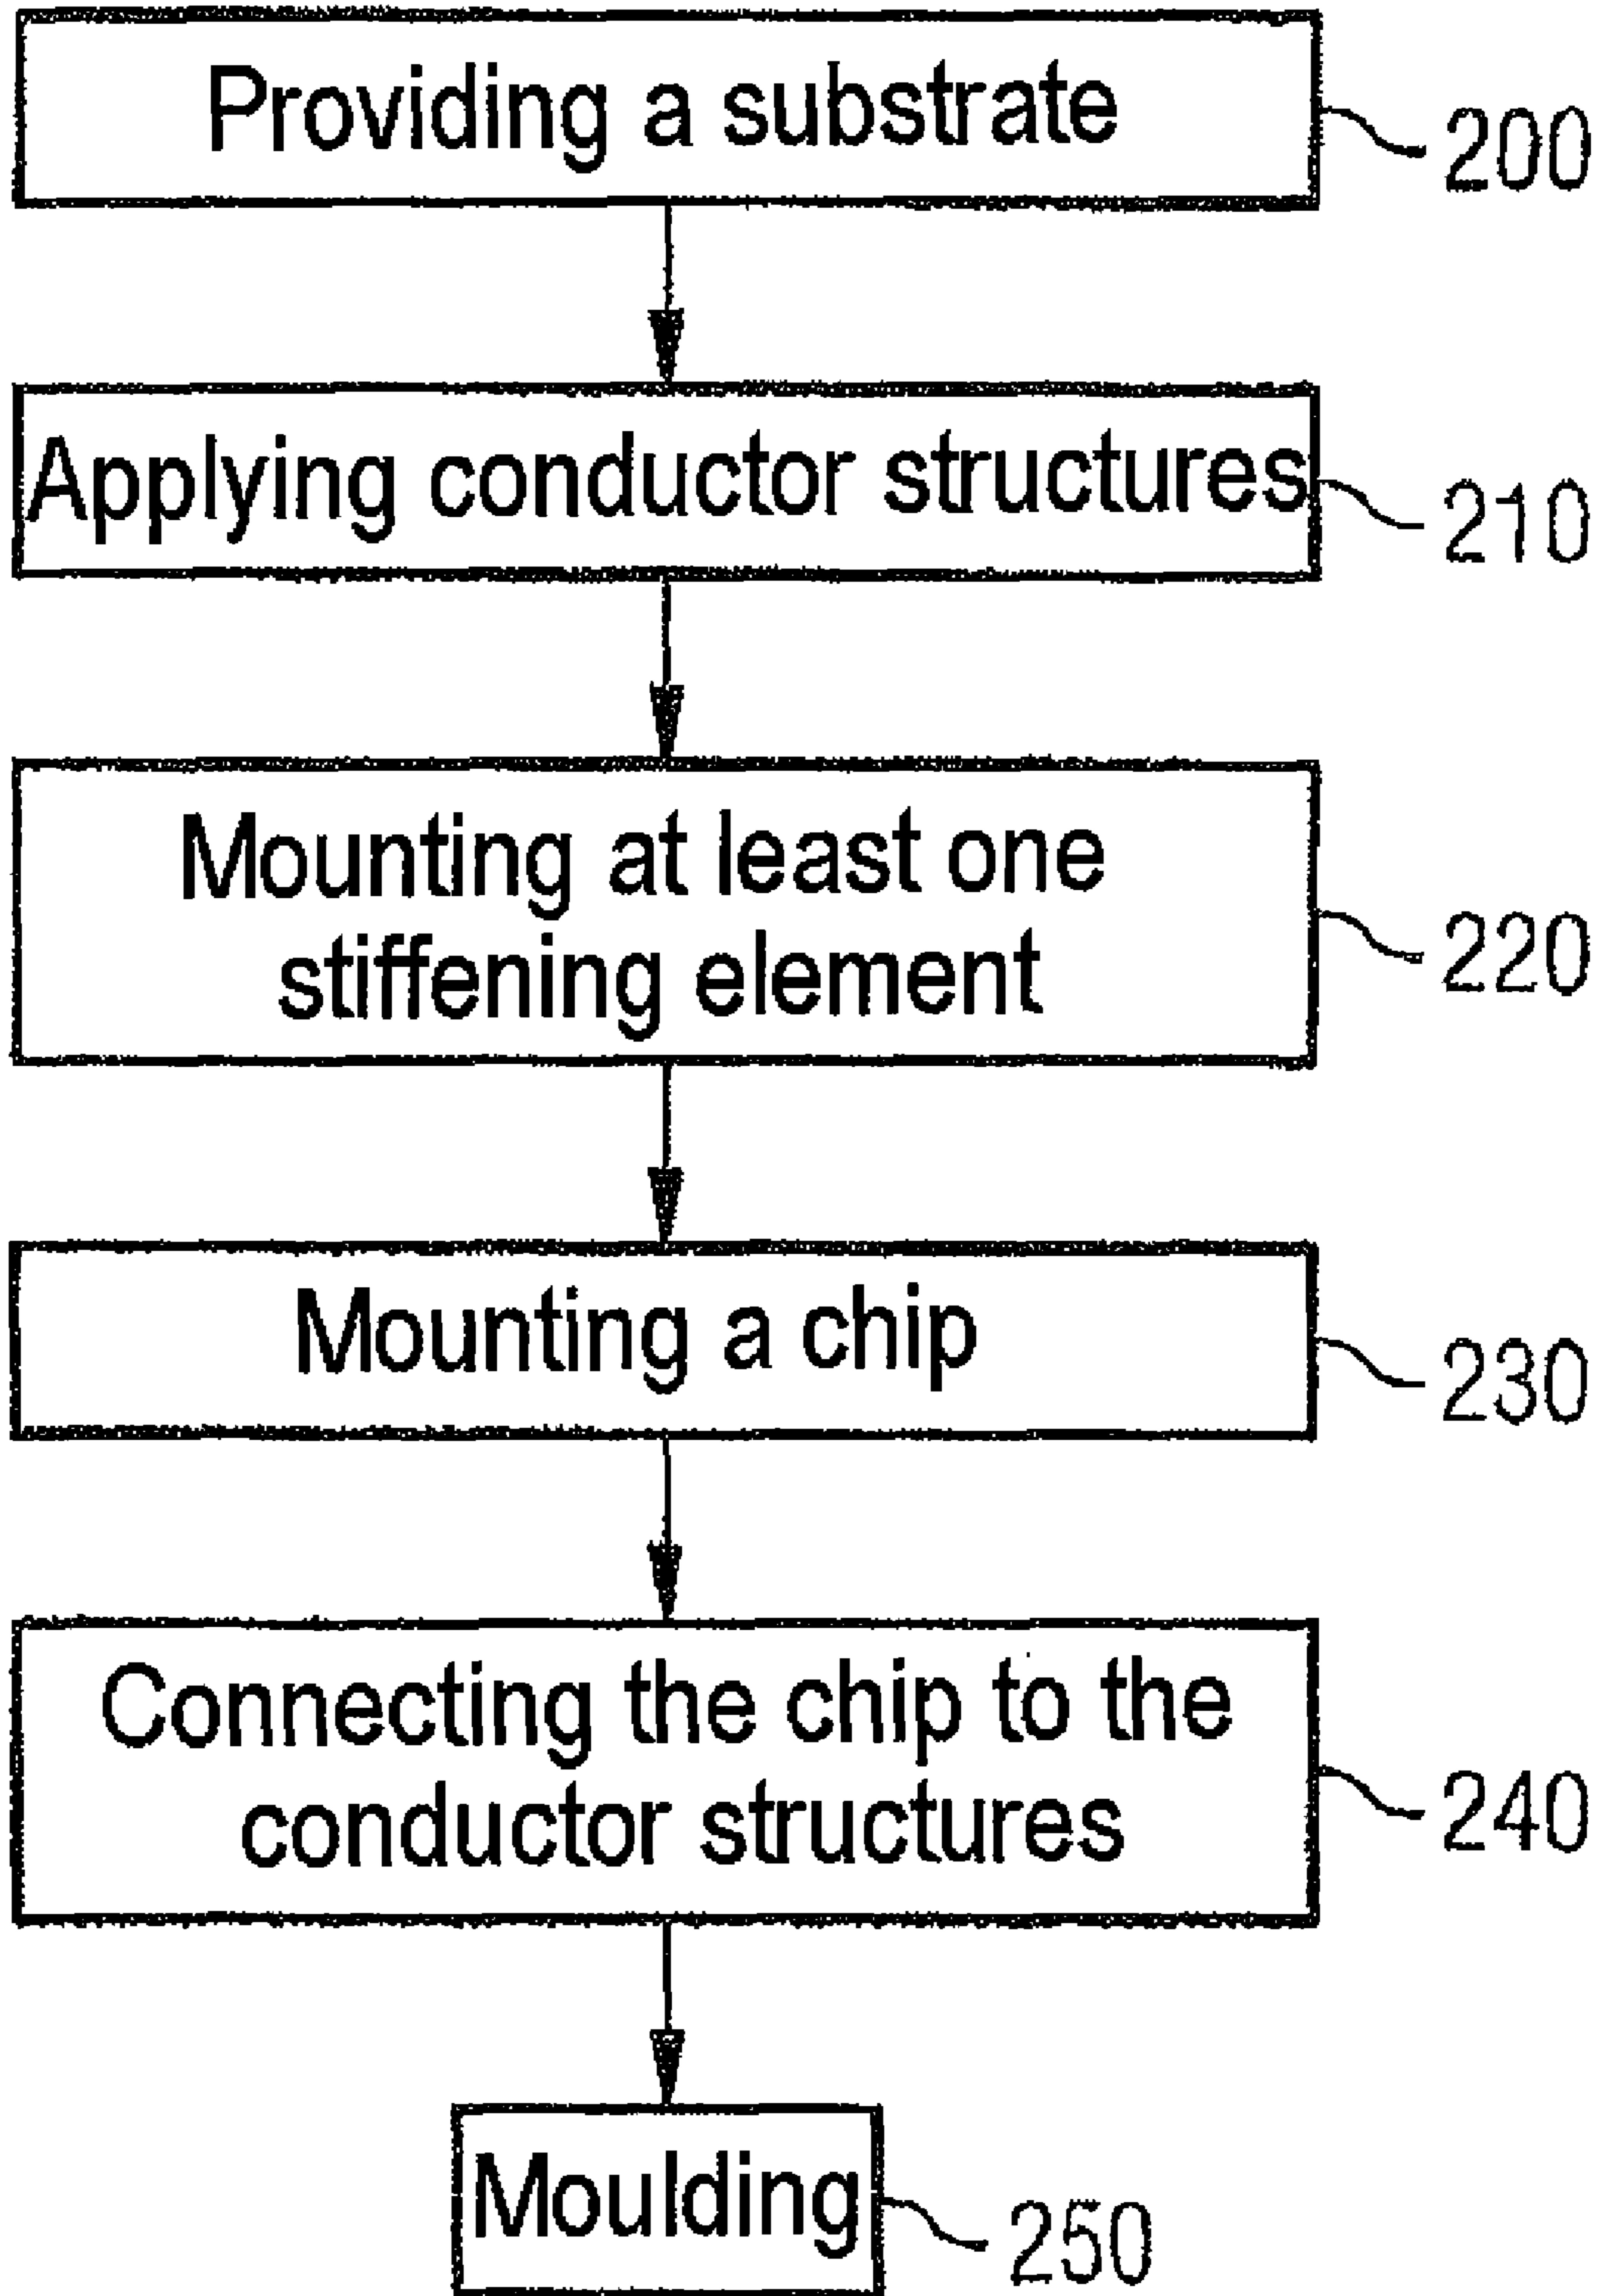 Providing a substrate
200
Applying conductor structures
210
Mounting at least one
stiffening element
220
Mounting a chip
230
Connecting the chip to the
conductor structures
240
Moulding
250